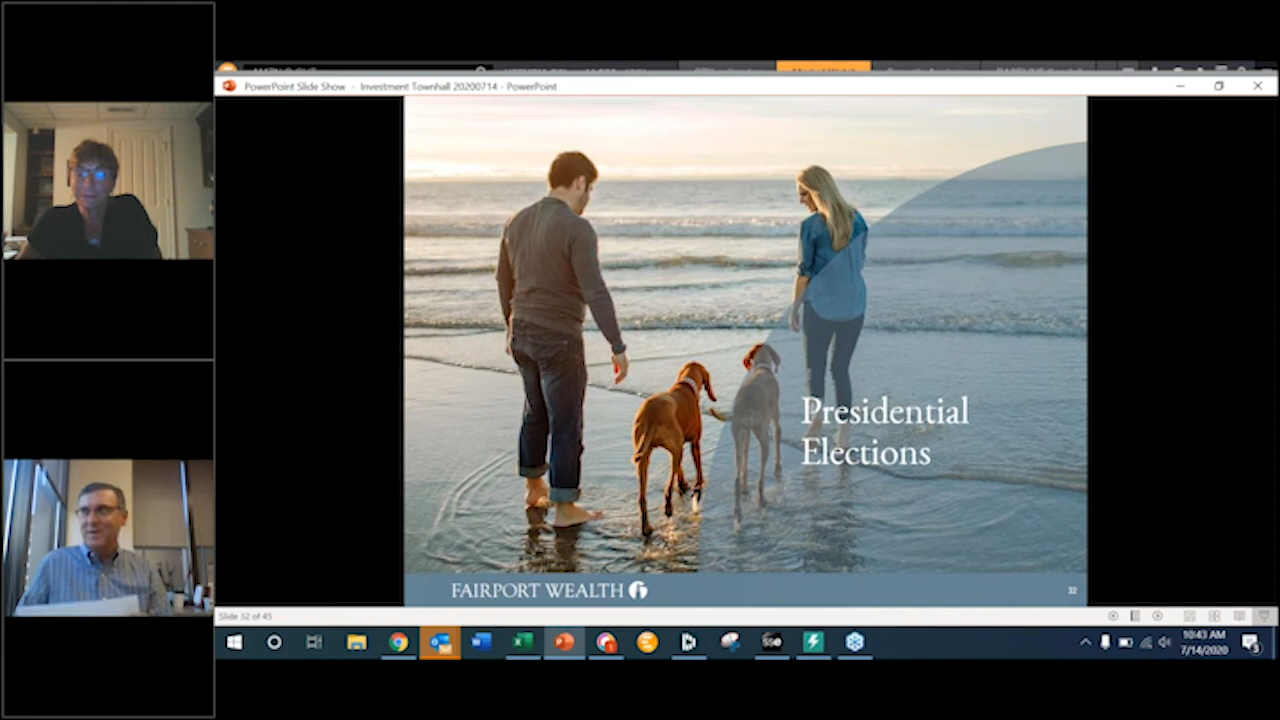 PowerPoint Slide Show - Investment Townhall 20200714 - PowerPoint
Presidential
Elections
FAIRPORT WEALTH
32
Slide 32 of 45
10:43 AM
7/14/2020
3